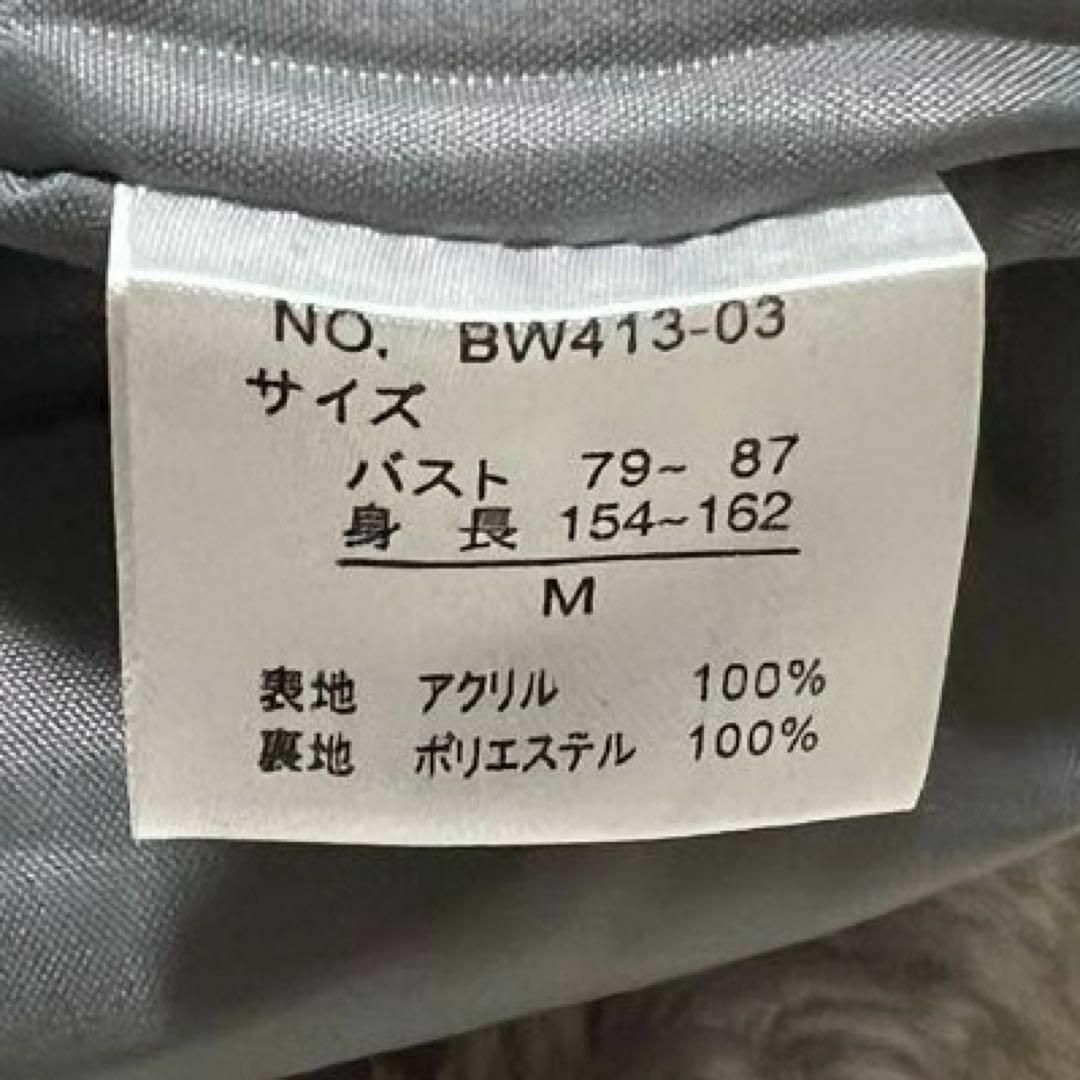 NO. BW413-03
サイズ
バスト 79~ 87
身 長 154~162
M
表地 アクリル 100%
裏地 ポリエステル 100%